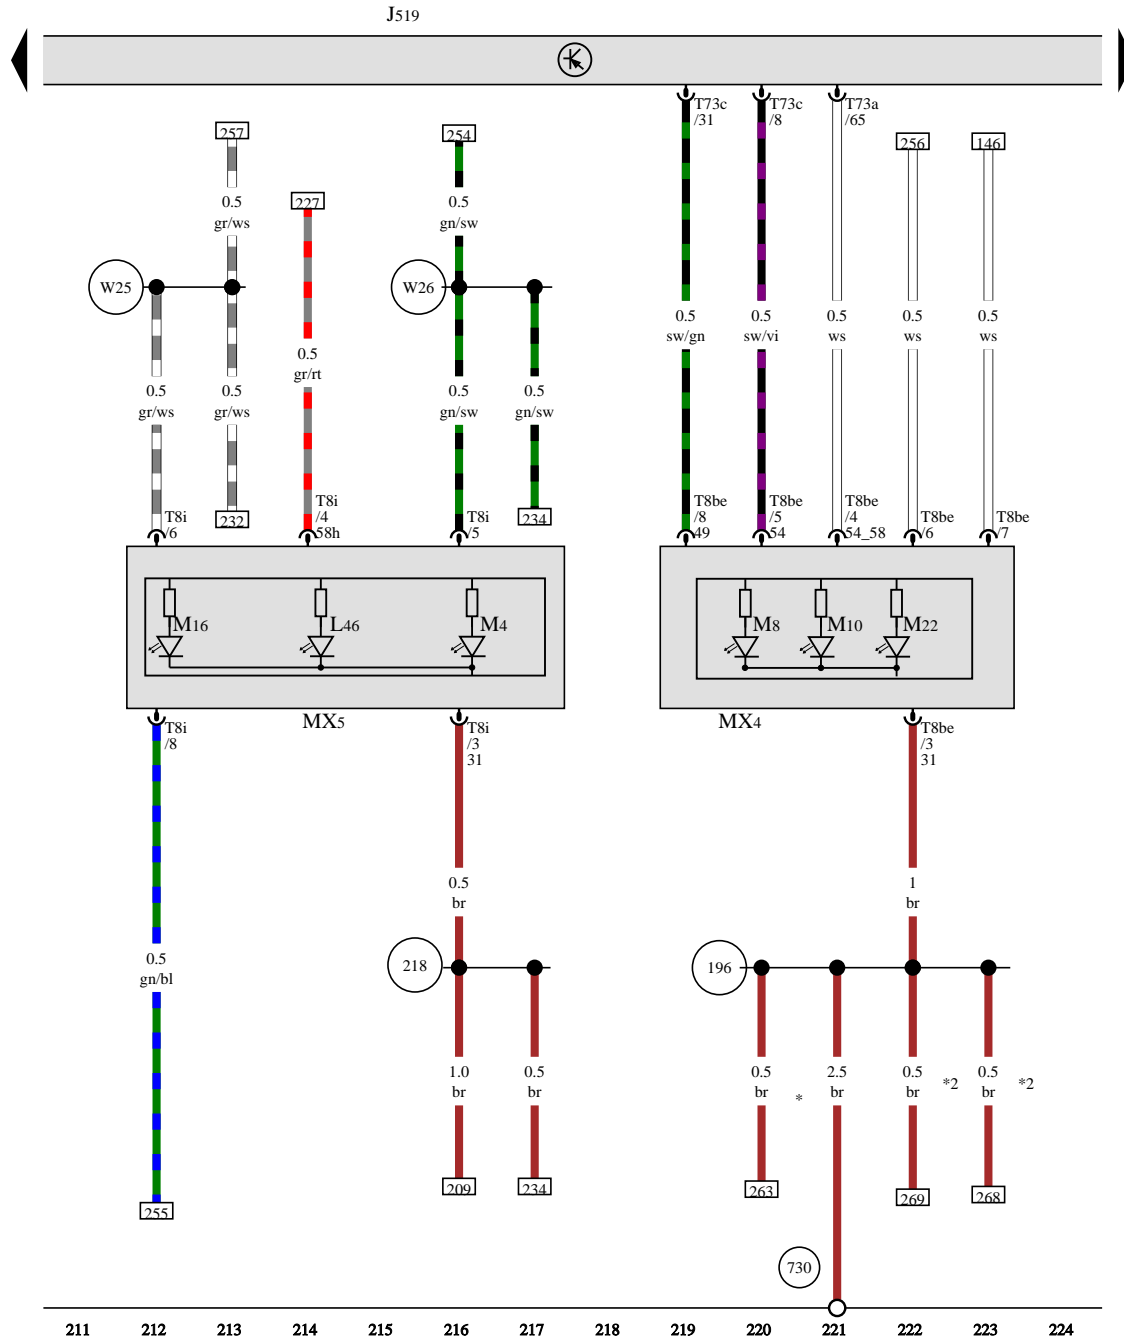 J519
T73c
/31
T73c
/8
T73a
/65
257
254
256
146
227
0.5
gr/ws
0.5
gn/sw
W25
W26
0.5
sw/gn
0.5
sw/vi
0.5
ws
0.5
ws
0.5
ws
0.5
gr/rt
0.5
gr/ws
0.5
gr/ws
0.5
gn/sw
0.5
gn/sw
T8i
/6
232
T8i
/4
58h
T8i
/5
234
T8be
/8
49
T8be
/5
54
T8be
/4
54_58
T8be
/6
T8be
/7
M16
L46
M4
M8
M10
M22
MX5
MX4
T8i
/8
T8i
/3
31
T8be
/3
31
0.5
br
1
br
0.5
gn/bl
218
196
1.0
br
0.5
br
0.5
br
*
2.5
br
0.5
br
*2
0.5
br
*2
255
209
234
263
269
268
730
211 212 213 214 215 216 217 218 219 220 221 222 223 224